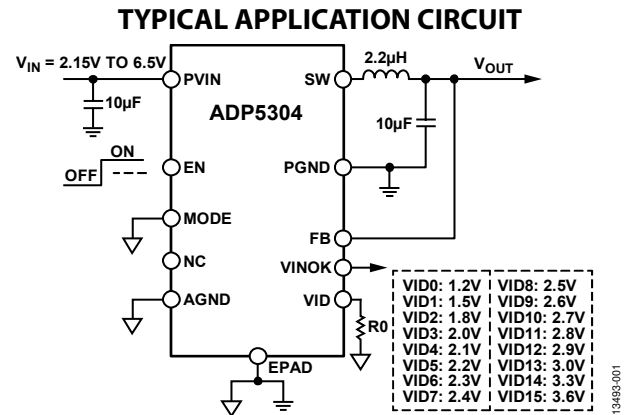 TYPICAL APPLICATION CIRCUIT
VIN = 2.15V TO 6.5V
10µF
PVIN
ADP5304
SW
2.2µH
VOUT
10µF
ON
OFF
EN
PGND
MODE
FB
NC
VINOK
AGND
VID
R0
EPAD
VID0: 1.2V
VID1: 1.5V
VID2: 1.8V
VID3: 2.0V
VID4: 2.1V
VID5: 2.2V
VID6: 2.3V
VID7: 2.4V
VID8: 2.5V
VID9: 2.6V
VID10: 2.7V
VID11: 2.8V
VID12: 2.9V
VID13: 3.0V
VID14: 3.3V
VID15: 3.6V
13493-001